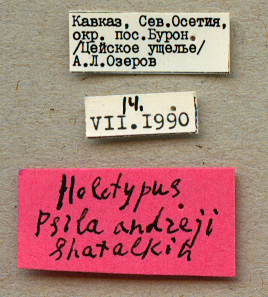 Кавказ, Сев.Осетия,
окр. пос.Бурон.
/Цейское ущелье/
А.Л.Озеров
14.
VII.1990
Holotypus
Psila andreji
Shatalkin